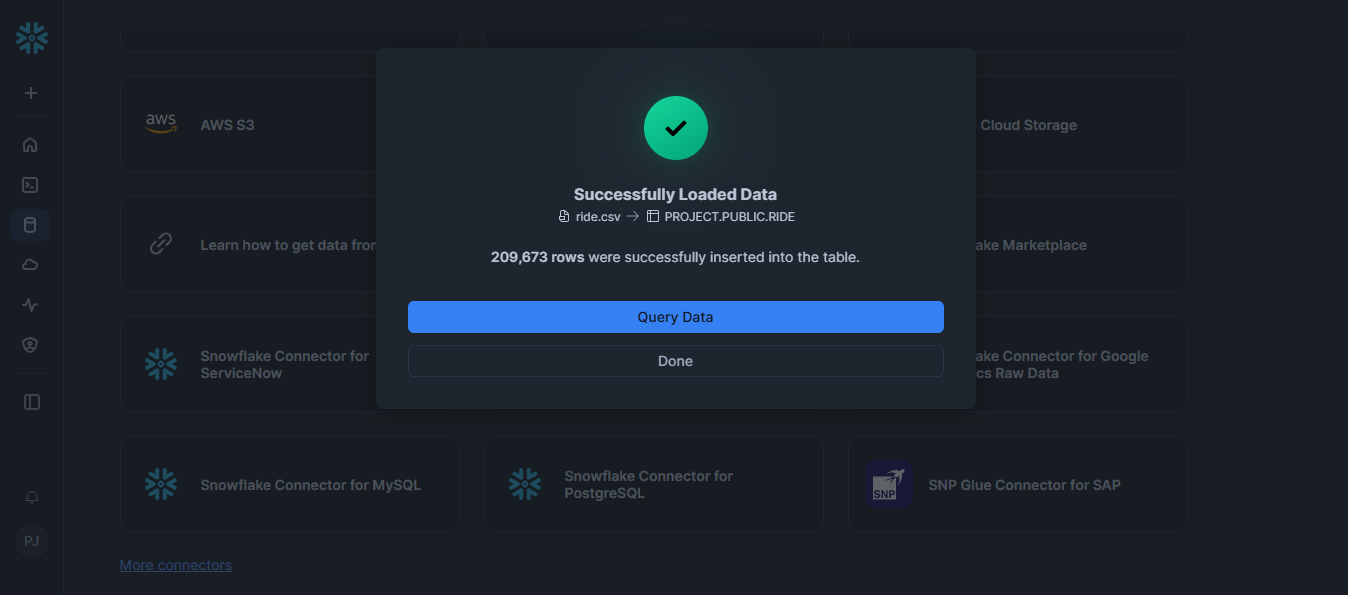 aws
AWS S3
Cloud Storage
Successfully Loaded Data
ride.csv → PROJECT.PUBLIC.RIDE
209,673 rows were successfully inserted into the table.
Query Data
Done
Learn how to get data from
ake Marketplace
Snowflake Connector for
ServiceNow
ake Connector for Google
cs Raw Data
Snowflake Connector for MySQL
Snowflake Connector for
PostgreSQL
SNP
SNP Glue Connector for SAP
PJ
More connectors